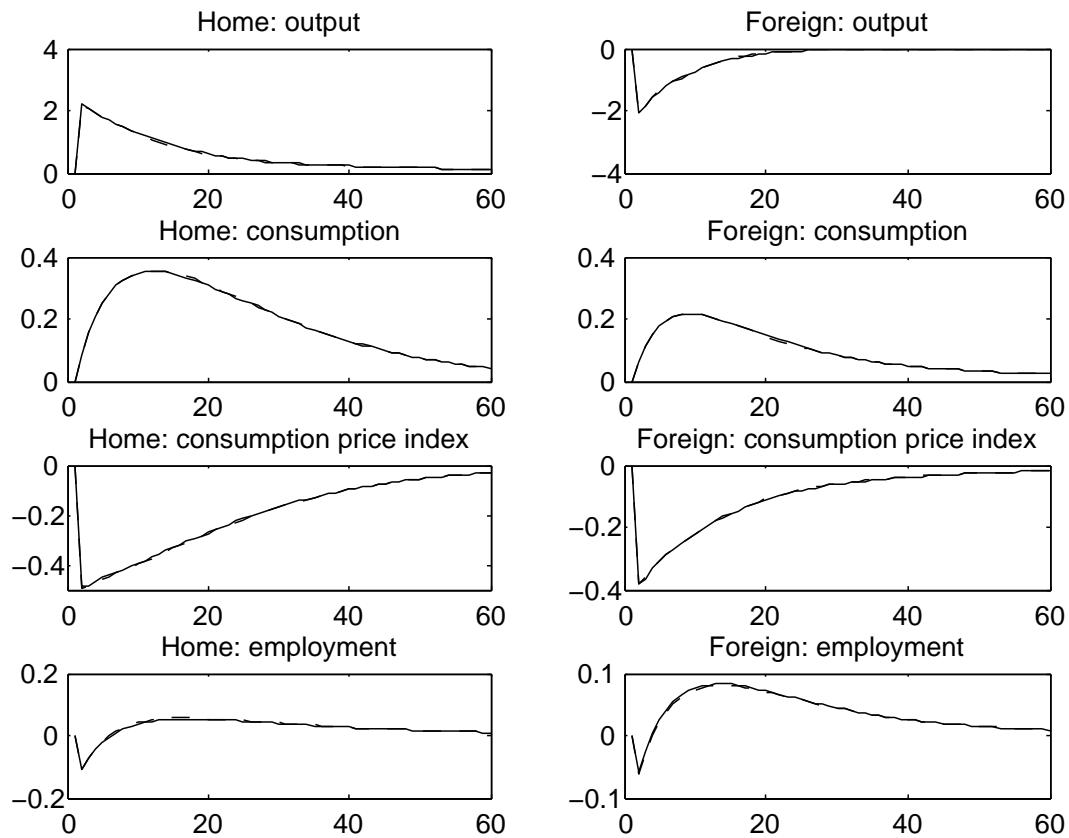 Home: output
4
2
0
0 20 40 60
Foreign: output
0
−2
−4
0 20 40 60
Home: consumption
0.4
0.2
0
0 20 40 60
Foreign: consumption
0.4
0.2
0
0 20 40 60
Home: consumption price index
0
−0.2
−0.4
0 20 40 60
Foreign: consumption price index
0
−0.2
−0.4
0 20 40 60
Home: employment
0.2
0
−0.2
0 20 40 60
Foreign: employment
0.1
0
−0.1
0 20 40 60